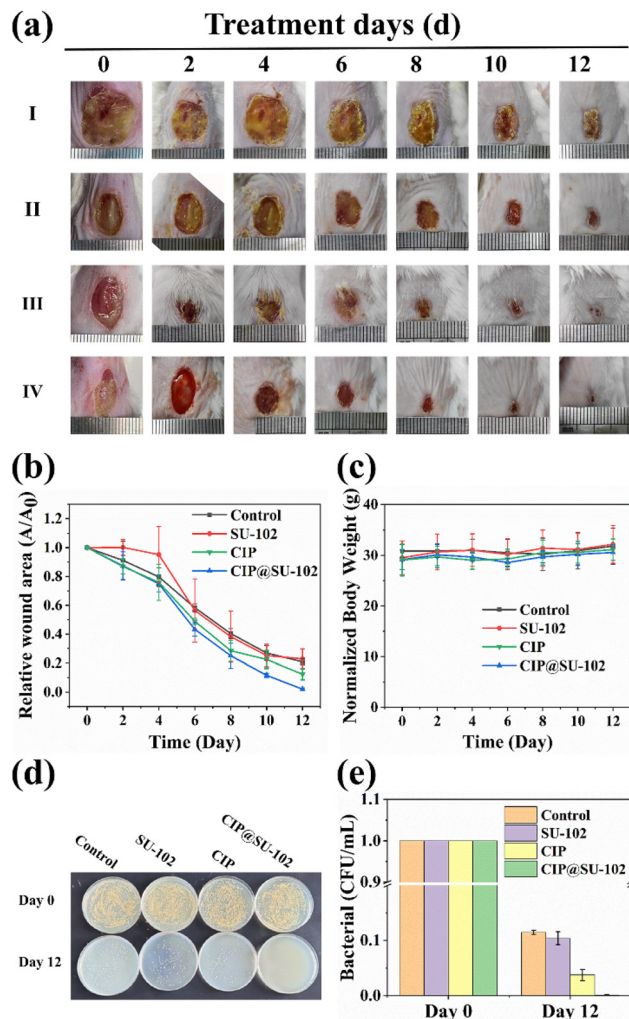 (a)
Treatment days (d)
0 2 4 6 8 10 12
I
II
III
IV
(b)
Relative wound area (A/A0)
1.2
1.0
0.8
0.6
0.4
0.2
0.0
Control
SU-102
CIP
CIP@SU-102
0 2 4 6 8 10 12
Time (Day)
(c)
Normalized Body Weight (g)
40
30
20
10
0
Control
SU-102
CIP
CIP@SU-102
0 2 4 6 8 10 12
Time (Day)
(d)
Control SU-102 CIP CIP@SU-102
Day 0
Day 12
(e)
Bacterial (CFU/mL)
1.1
1.0
0.9
0.1
0.0
Control
SU-102
CIP
CIP@SU-102
Day 0 Day 12